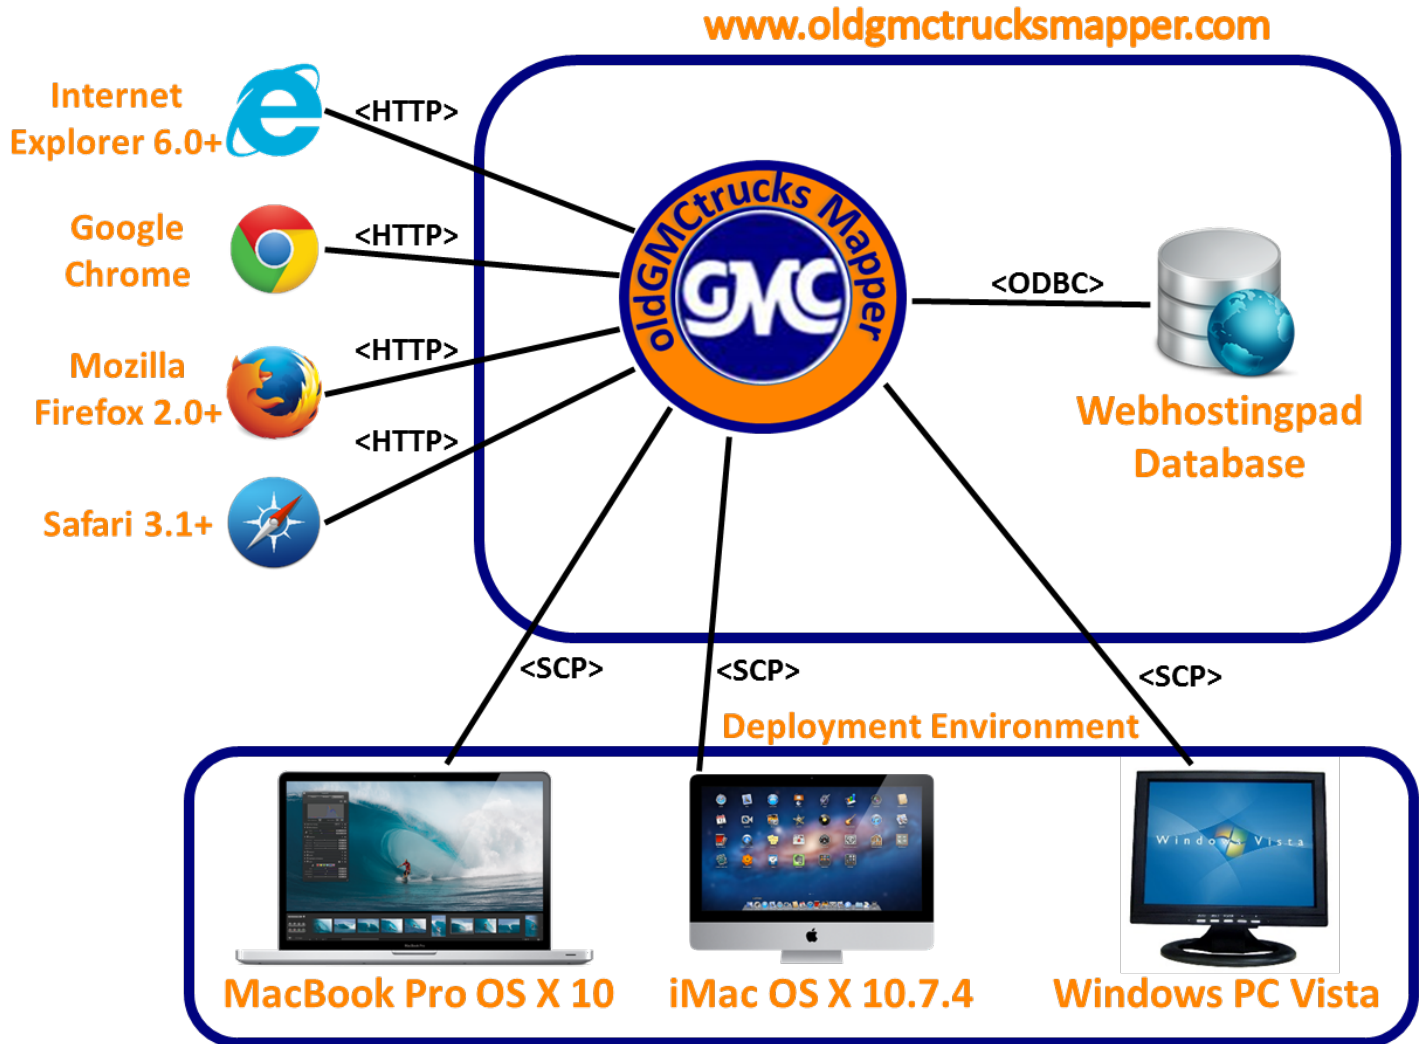 www.oldgmctrucksmapper.com
Internet
Explorer 6.0+
<HTTP>
Google
Chrome
<HTTP>
Mozilla
Firefox 2.0+
<HTTP>
Safari 3.1+
<HTTP>
oldGMCtrucks Mapper
GMC
<ODBC>
Webhostingpad
Database
<SCP>
<SCP>
<SCP>
Deployment Environment
Windows Vista
MacBook Pro OS X 10
iMac OS X 10.7.4
Windows PC Vista